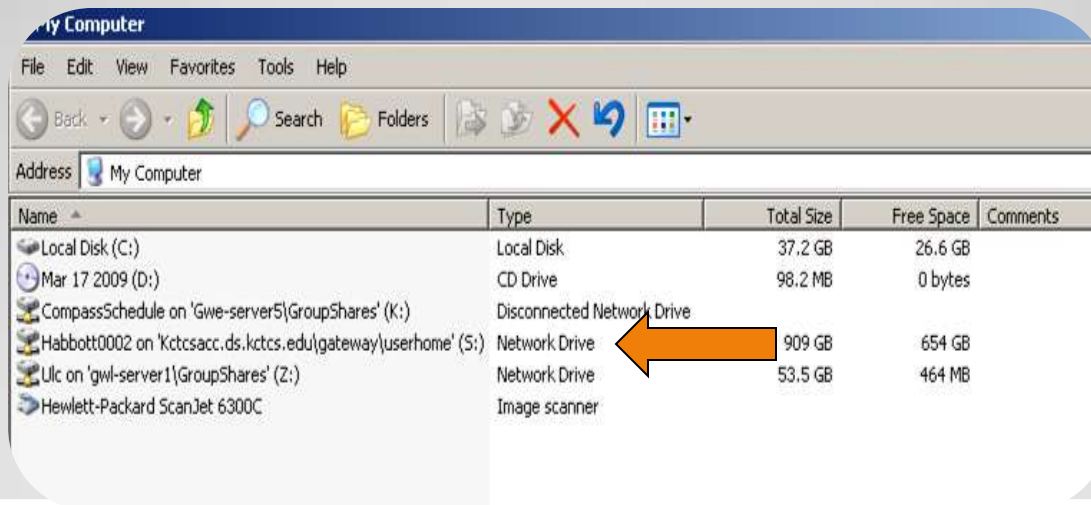 My Computer
File Edit View Favorites Tools Help
Back Search Folders
Address My Computer
Name Type Total Size Free Space Comments
Local Disk (C:) Local Disk 37.2 GB 26.6 GB
Mar 17 2009 (D:) CD Drive 98.2 MB 0 bytes
CompassSchedule on 'Gwe-server5\GroupShares' (K:) Disconnected Network Drive
Habbott0002 on 'Kctcsacc.ds.kctcs.edu\gateway\userhome' (S:) Network Drive 909 GB 654 GB
Ulc on 'gwl-server1\GroupShares' (Z:) Network Drive 53.5 GB 464 MB
Hewlett-Packard ScanJet 6300C Image scanner